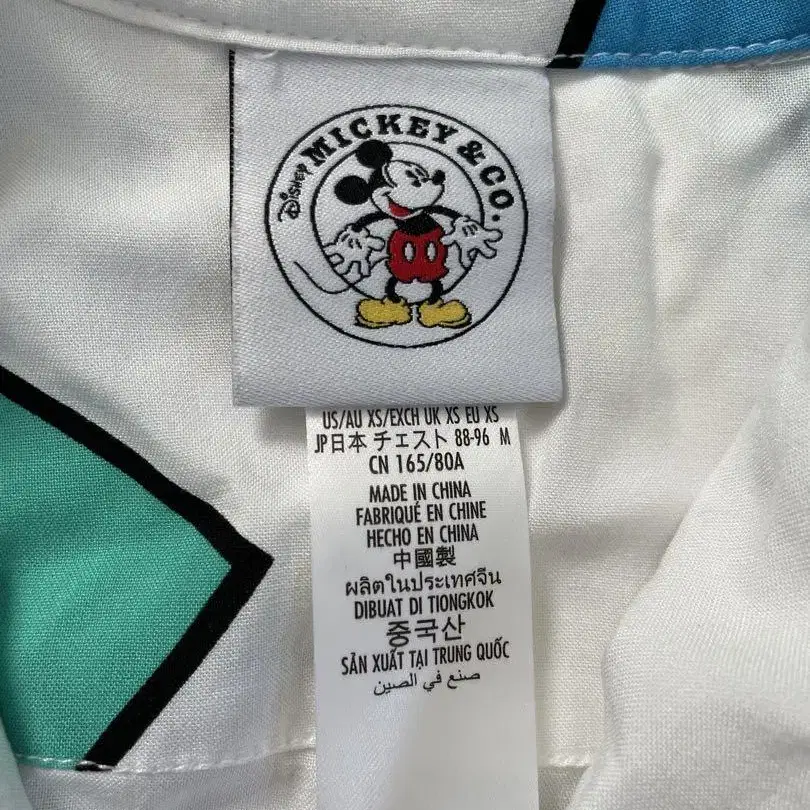 DISNEY MICKEY & CO.
US/AU XS/EXCH UK XS EU XS
JP日本 チェスト 88-96 M
CN 165/80A
MADE IN CHINA
FABRIQUÉ EN CHINE
HECHO EN CHINA
中國製
ผลิตในประเทศจีน
DIBUAT DI TIONGKOK
중국산
SẢN XUẤT TẠI TRUNG QUỐC
صنع في الصين